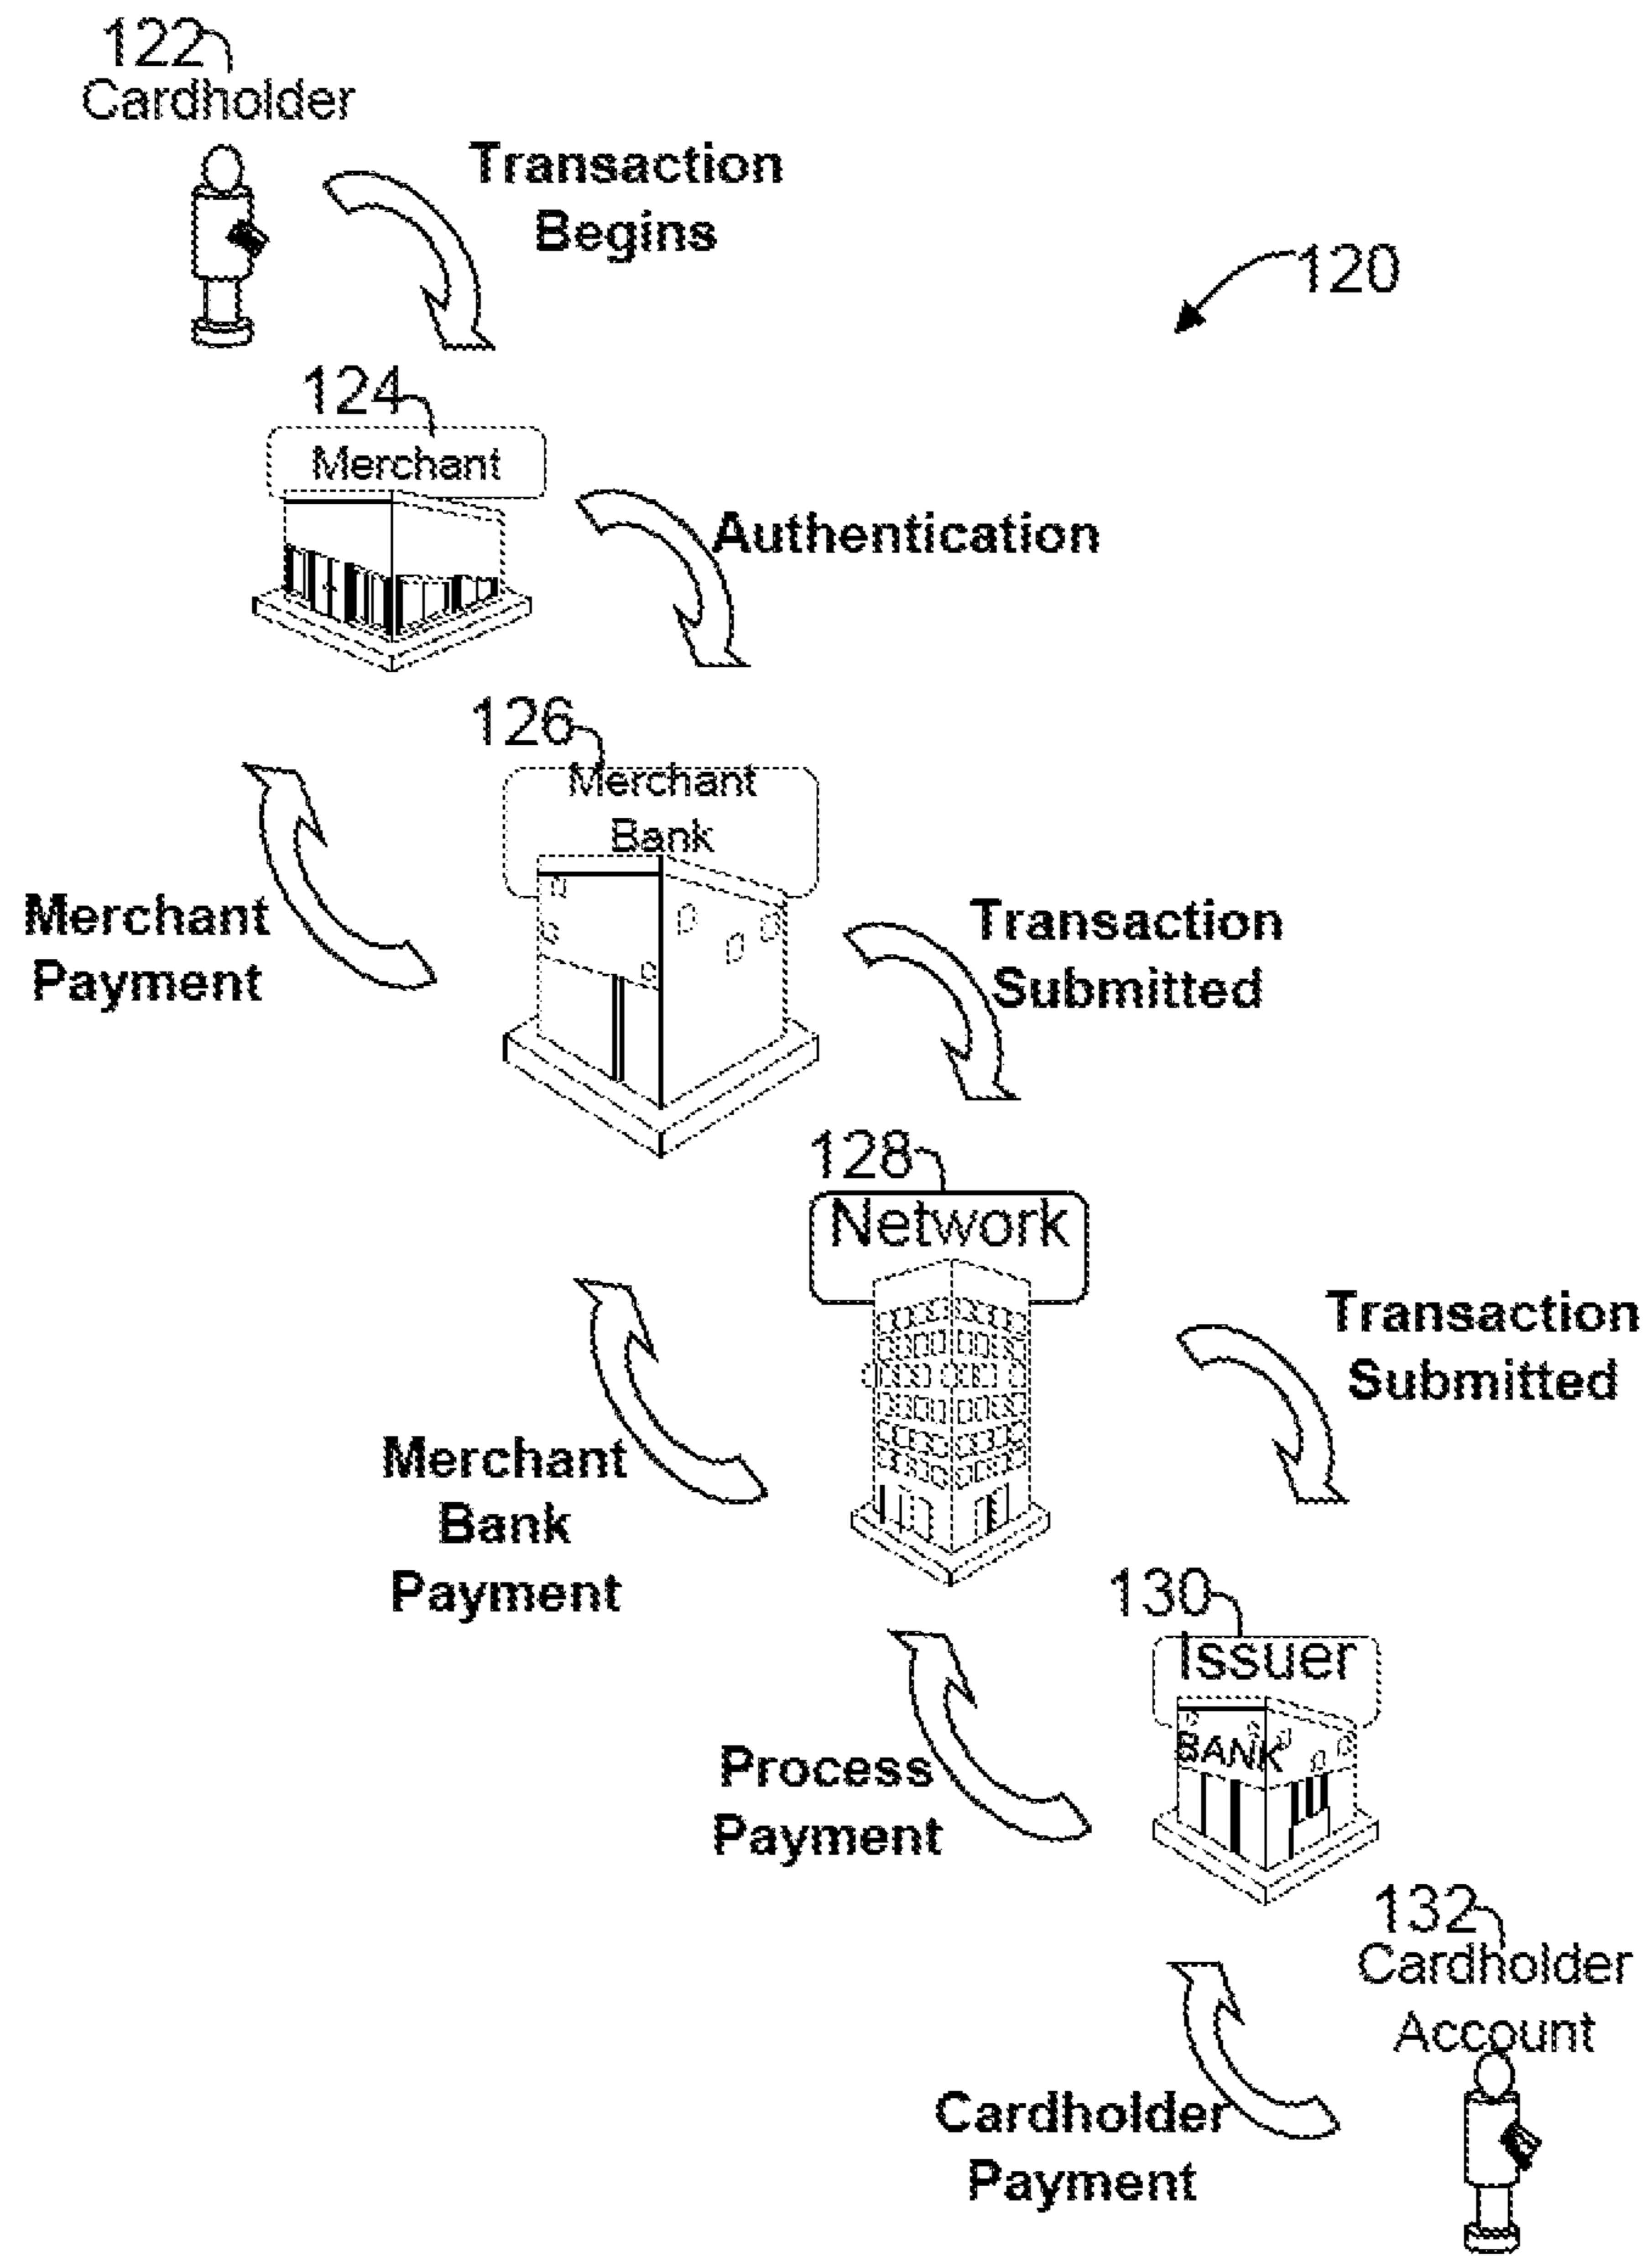 122
Cardholder
Transaction
Begins
120
124
Merchant
Authentication
126
Merchant
Bank
Merchant
Payment
Transaction
Submitted
128
Network
Transaction
Submitted
Merchant
Bank
Payment
130
Issuer
BANK
Process
Payment
132
Cardholder
Account
Cardholder
Payment